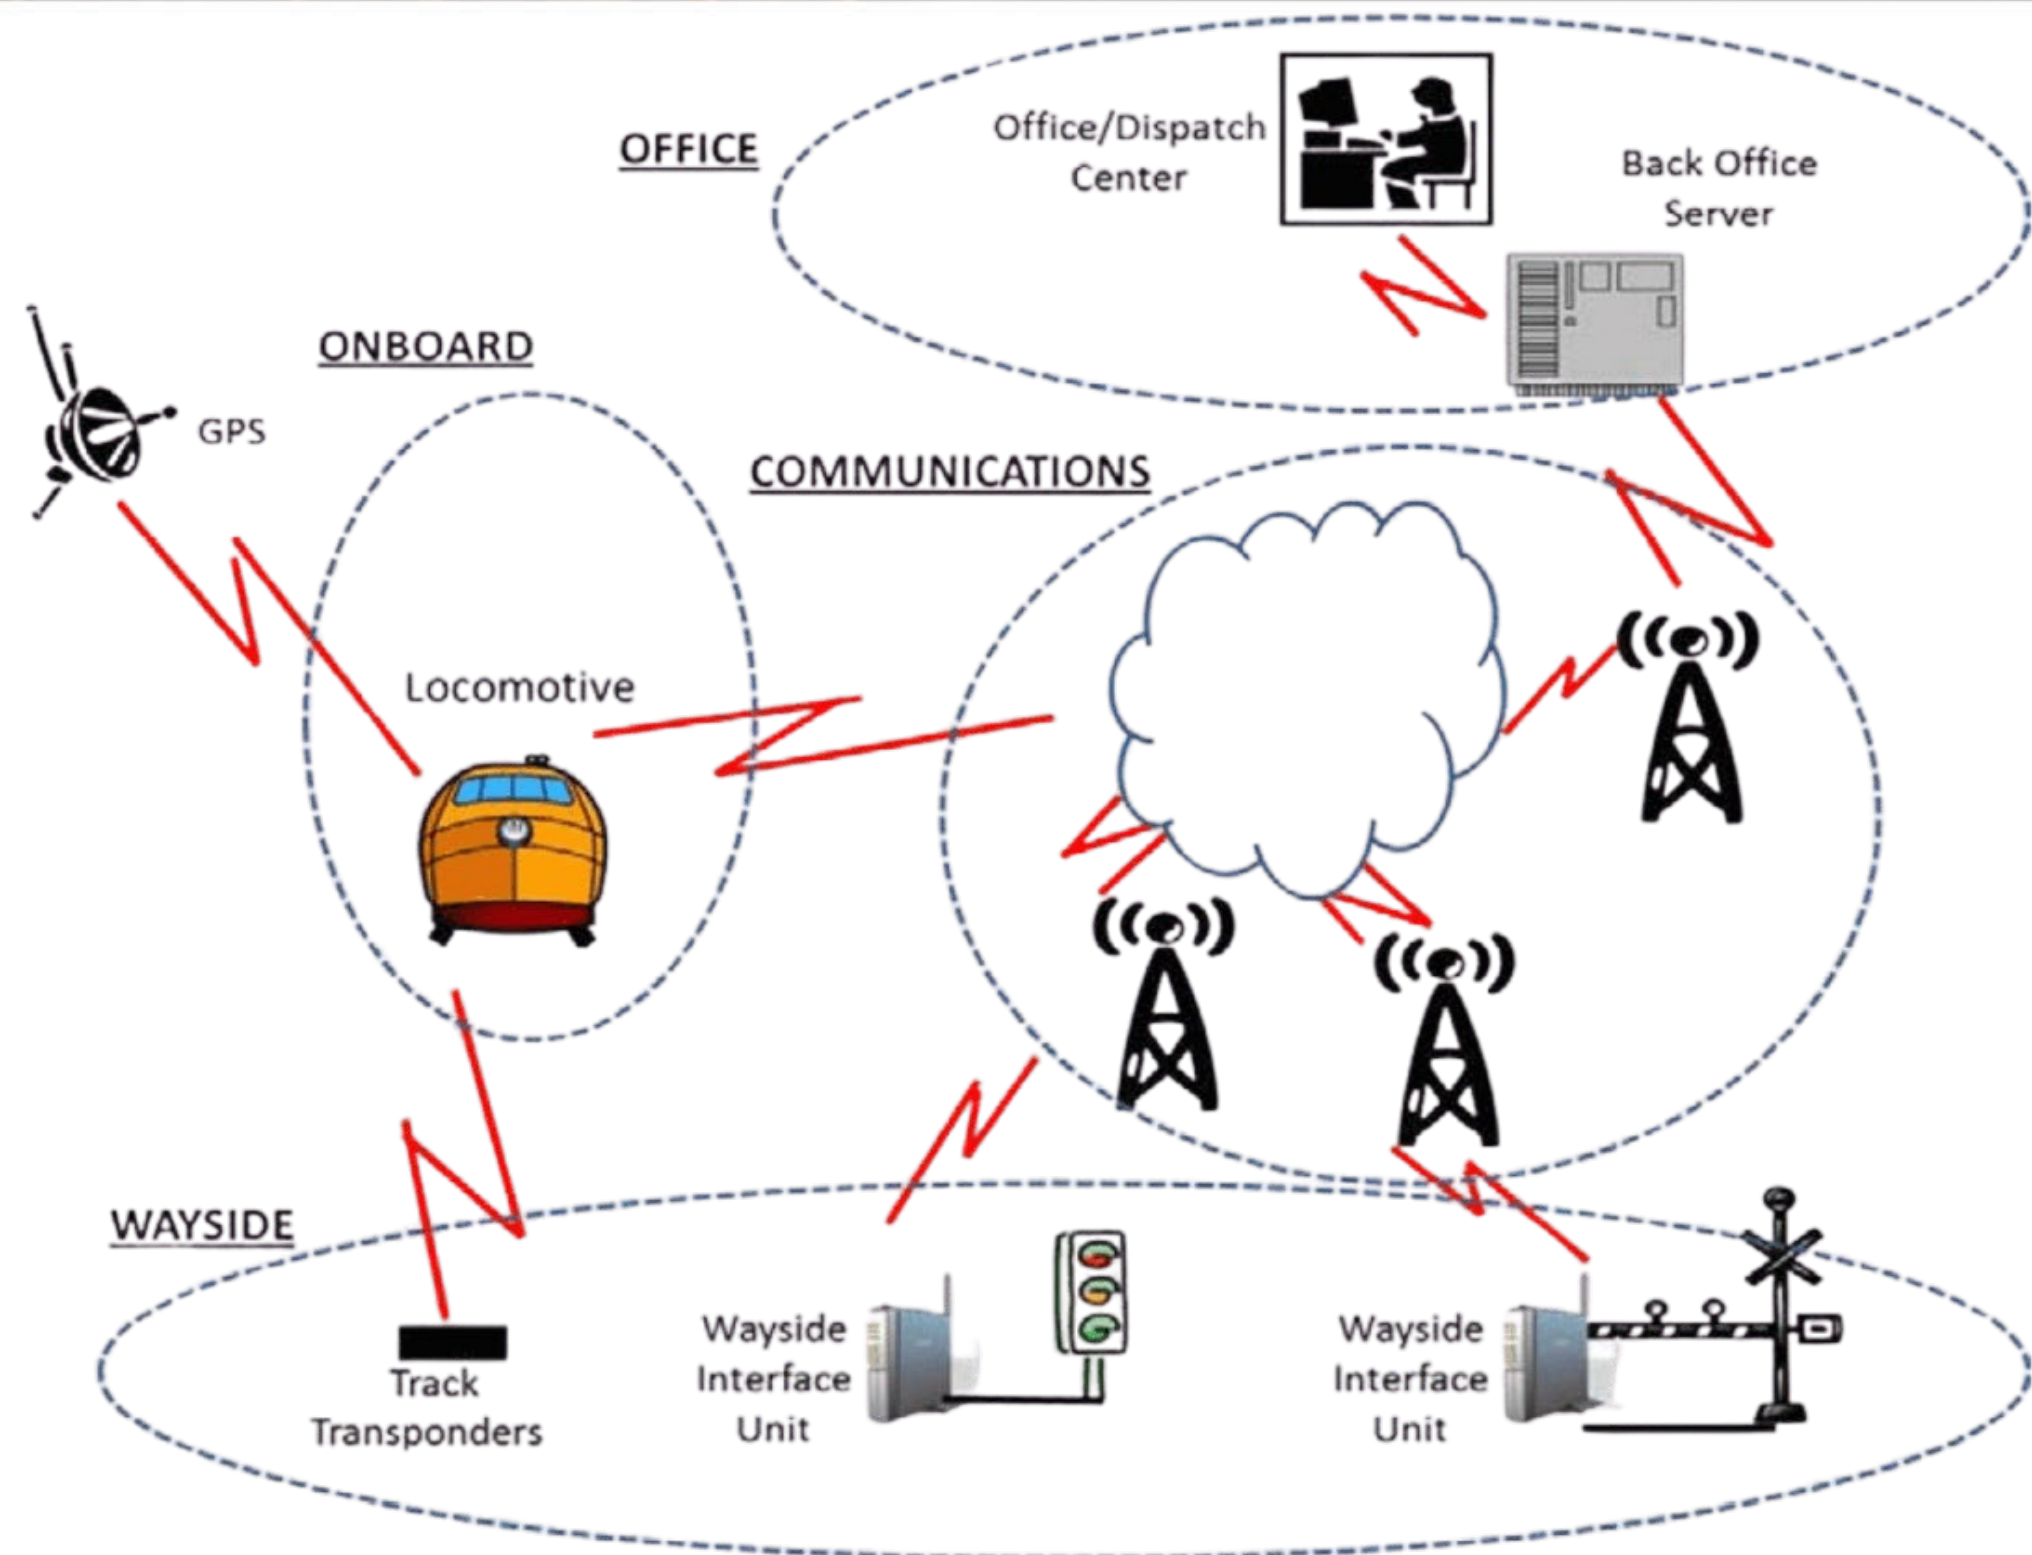 OFFICE
Office/Dispatch
Center
Back Office
Server
ONBOARD
GPS
COMMUNICATIONS
Locomotive
WAYSIDE
Track
Transponders
Wayside
Interface
Unit
Wayside
Interface
Unit